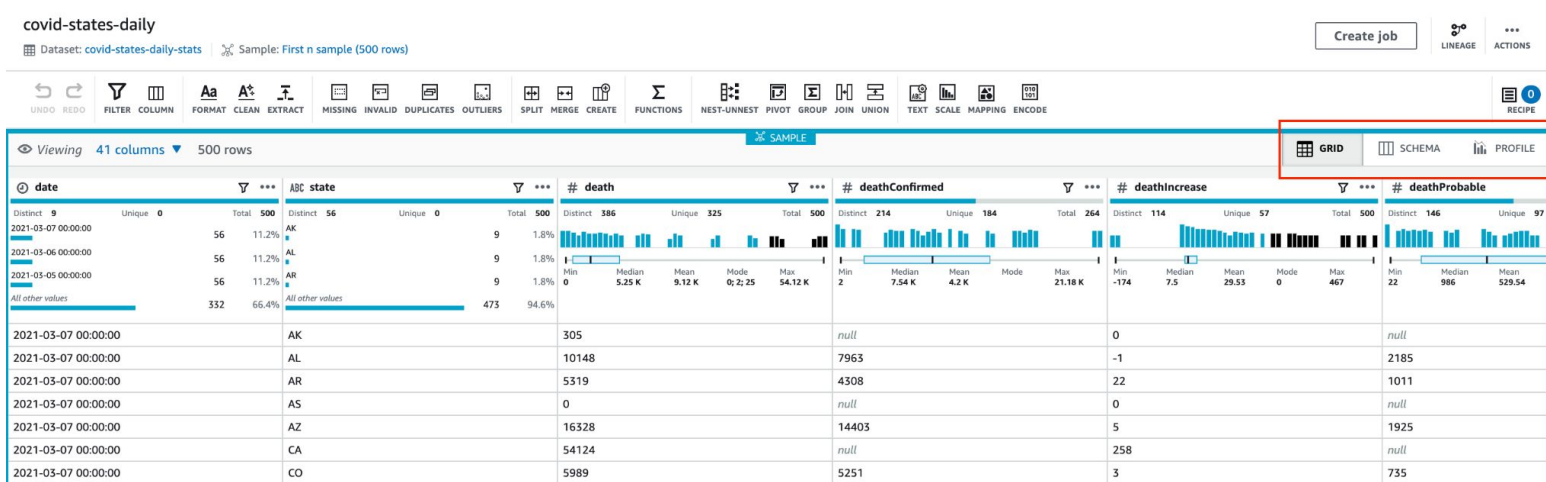 covid-states-daily
Dataset: covid-states-daily-stats Sample: First n sample (500 rows)
Create job
LINEAGE
ACTIONS
UNDO REDO FILTER COLUMN FORMAT CLEAN EXTRACT MISSING INVALID DUPLICATES OUTLIERS SPLIT MERGE CREATE FUNCTIONS NEST-UNNEST PIVOT GROUP JOIN UNION TEXT SCALE MAPPING ENCODE
0
RECIPE
SAMPLE
Viewing 41 columns 500 rows
GRID SCHEMA PROFILE
date ABC state # death # deathConfirmed # deathIncrease # deathProbable
Distinct 9 Unique 0 Total 500 Distinct 56 Unique 0 Total 500 Distinct 386 Unique 325 Total 500 Distinct 214 Unique 184 Total 264 Distinct 114 Unique 57 Total 500 Distinct 146 Unique 97
2021-03-07 00:00:00 56 11.2% AK 9 1.8%
2021-03-06 00:00:00 56 11.2% AL 9 1.8%
2021-03-05 00:00:00 56 11.2% AR 9 1.8%
All other values 332 66.4% All other values 473 94.6%
Min Median Mean Mode Max Min Median Mean Mode Max Min Median Mean Mode Max Min Median Mean
0 5.25 K 9.12 K 0; 2; 25 54.12 K 2 7.54 K 4.2 K 21.18 K -174 7.5 29.53 0 467 22 986 529.54
2021-03-07 00:00:00 AK 305 null 0 null
2021-03-07 00:00:00 AL 10148 7963 -1 2185
2021-03-07 00:00:00 AR 5319 4308 22 1011
2021-03-07 00:00:00 AS 0 null 0 null
2021-03-07 00:00:00 AZ 16328 14403 5 1925
2021-03-07 00:00:00 CA 54124 null 258 null
2021-03-07 00:00:00 CO 5989 5251 3 735